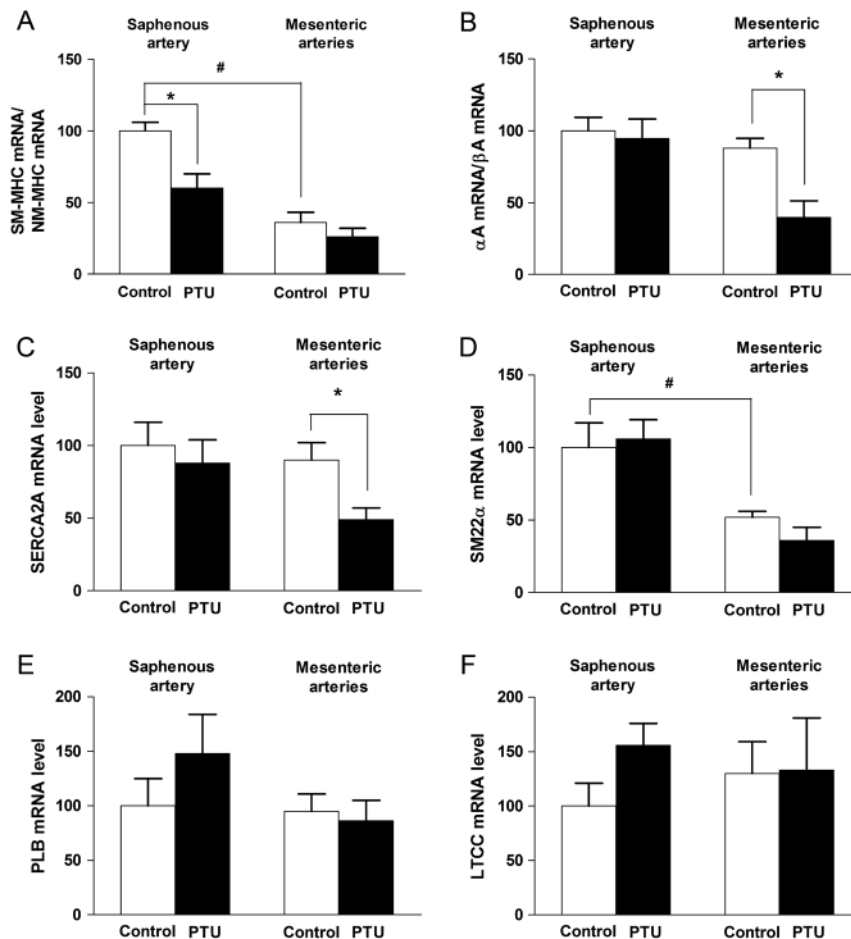 A
Saphenous artery
Mesenteric arteries
SM-MHC mRNA/
NM-MHC mRNA
150
100
50
0
#
*
Control PTU Control PTU
B
Saphenous artery
Mesenteric arteries
αA mRNA/βA mRNA
150
100
50
0
*
Control PTU Control PTU
C
Saphenous artery
Mesenteric arteries
SERCA2A mRNA level
150
100
50
0
*
Control PTU Control PTU
D
Saphenous artery
Mesenteric arteries
SM22α mRNA level
150
100
50
0
#
Control PTU Control PTU
E
Saphenous artery
Mesenteric arteries
PLB mRNA level
200
150
100
50
0
Control PTU Control PTU
F
Saphenous artery
Mesenteric arteries
LTCC mRNA level
200
150
100
50
0
Control PTU Control PTU